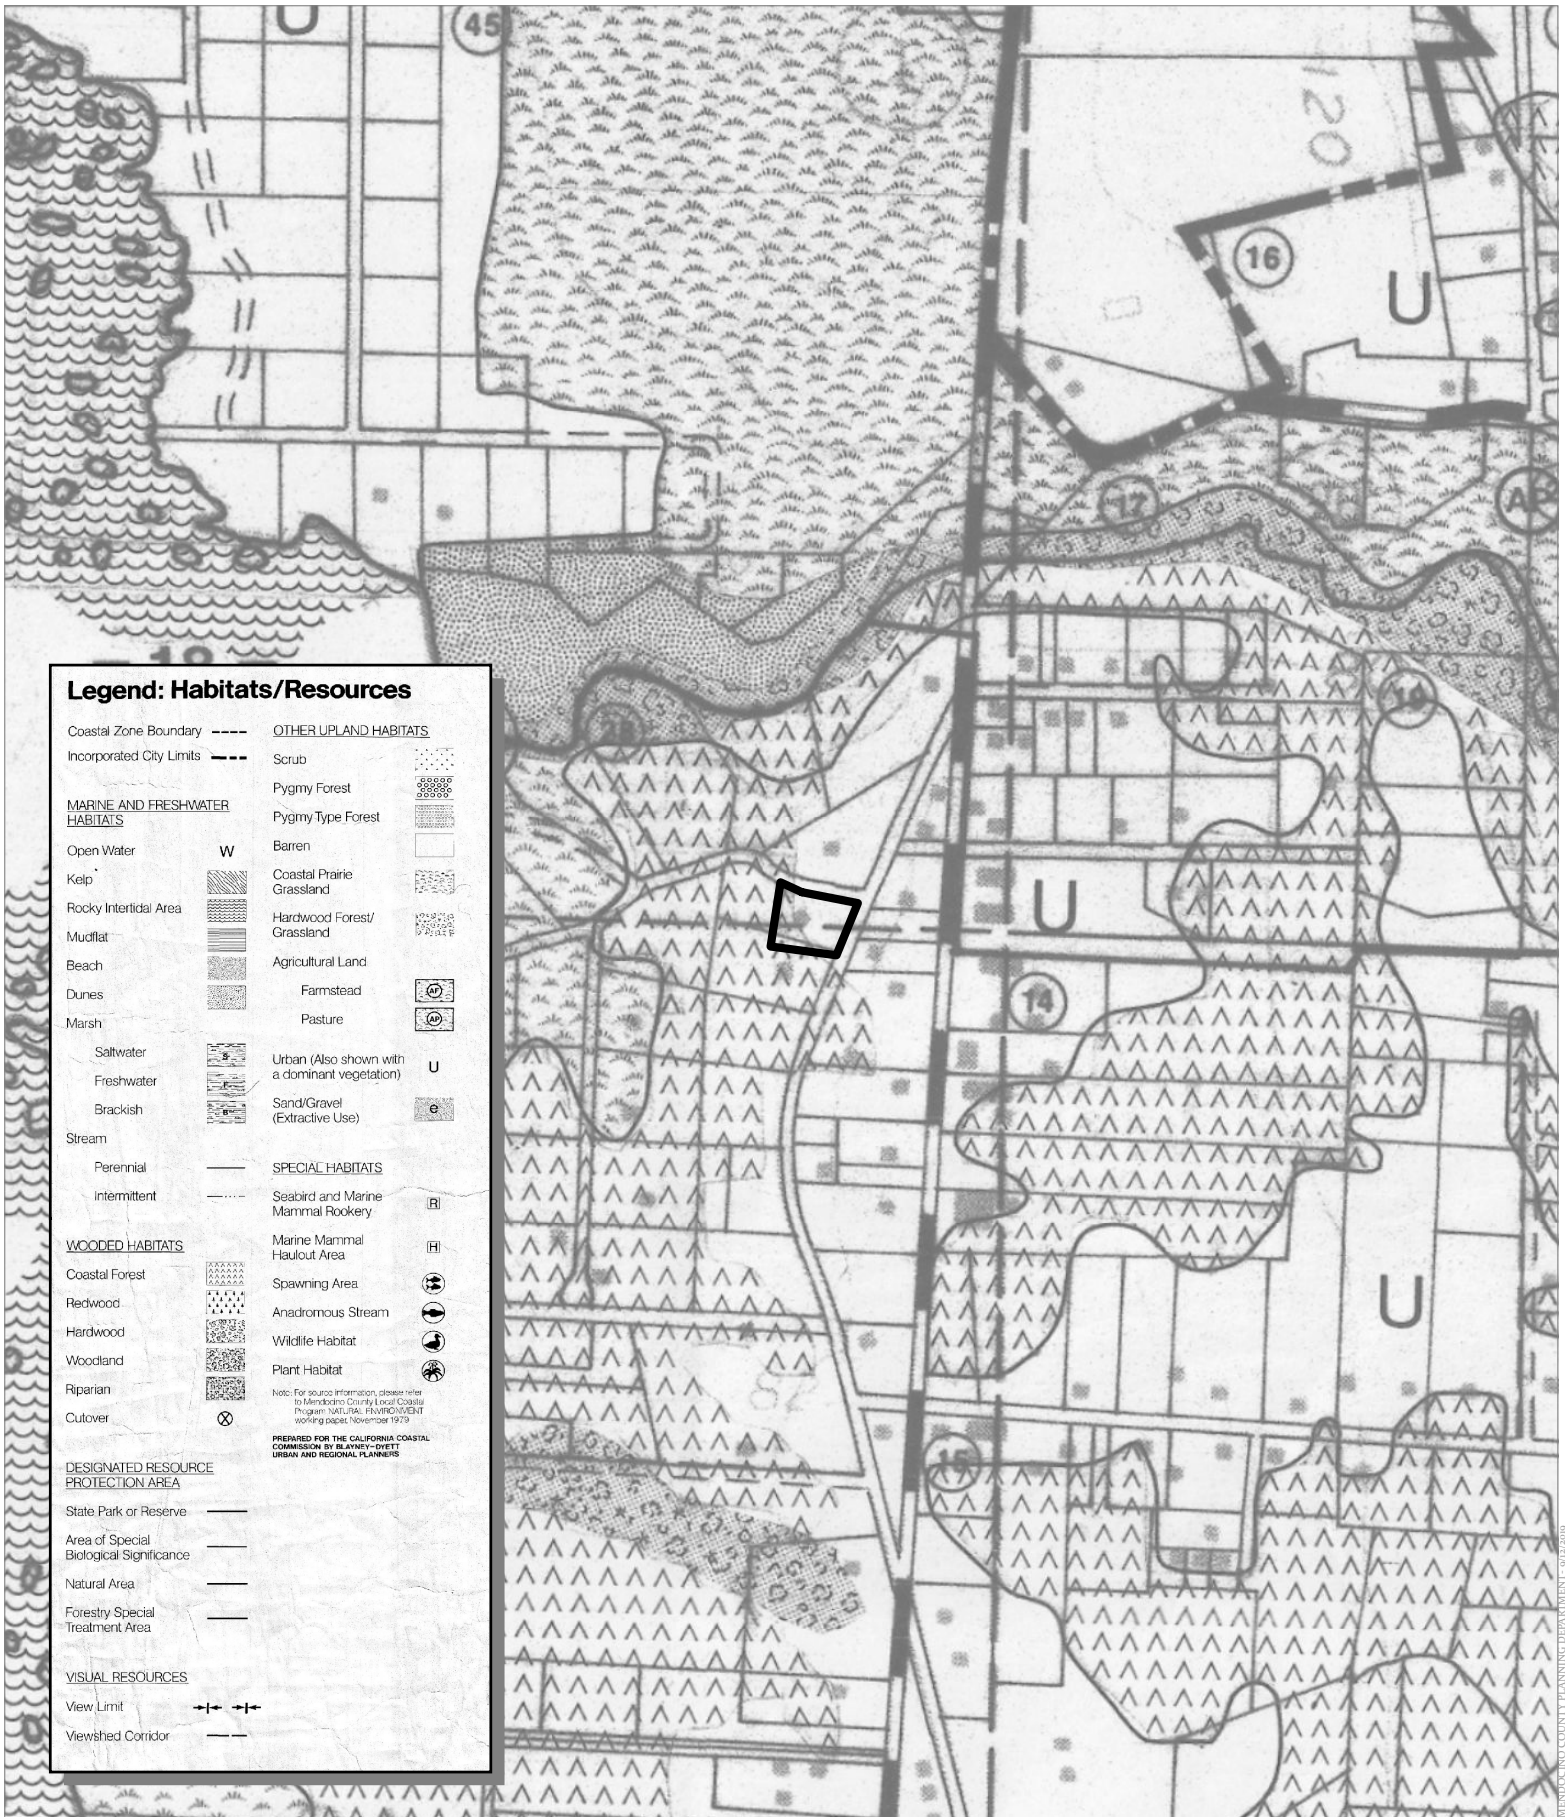 U
45
120
16
U
17
AP
U
14
15
U
Legend: Habitats/Resources
Coastal Zone Boundary
Incorporated City Limits
MARINE AND FRESHWATER
HABITATS
Open Water W
Kelp
Rocky Intertidal Area
Mudflat
Beach
Dunes
Marsh
Saltwater
Freshwater
Brackish
Stream
Perennial
Intermittent
WOODED HABITATS
Coastal Forest
Redwood
Hardwood
Woodland
Riparian
Cutover X
DESIGNATED RESOURCE
PROTECTION AREA
State Park or Reserve
Area of Special
Biological Significance
Natural Area
Forestry Special
Treatment Area
VISUAL RESOURCES
View Limit
Viewshed Corridor
OTHER UPLAND HABITATS
Scrub
Pygmy Forest
Pygmy Type Forest
Barren
Coastal Prairie
Grassland
Hardwood Forest/
Grassland
Agricultural Land
Farmstead AF
Pasture AP
Urban (Also shown with
a dominant vegetation) U
Sand/Gravel
(Extractive Use) e
SPECIAL HABITATS
Seabird and Marine
Mammal Rookery R
Marine Mammal
Haulout Area H
Spawning Area
Anadromous Stream
Wildlife Habitat
Plant Habitat
Note: For source information, please refer
to Mendocino County Local Coastal
Program NATURAL ENVIRONMENT
working paper, November 1979
PREPARED FOR THE CALIFORNIA COASTAL
COMMISSION BY BLAYNEY-DYETT
URBAN AND REGIONAL PLANNERS
MENDOCINO COUNTY PLANNING DEPARTMENT